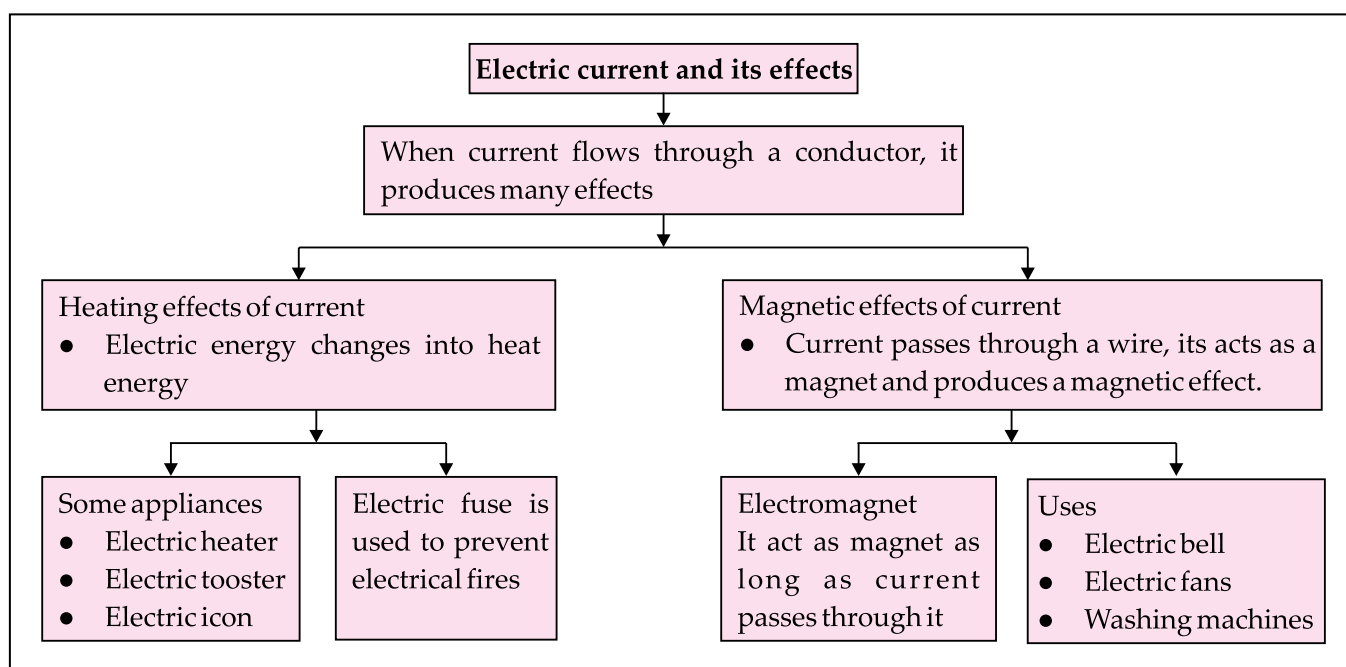 Electric current and its effects
When current flows through a conductor, it
produces many effects
Heating effects of current
● Electric energy changes into heat
energy
Magnetic effects of current
● Current passes through a wire, its acts as a
magnet and produces a magnetic effect.
Some appliances
● Electric heater
● Electric tooster
● Electric icon
Electric fuse is
used to prevent
electrical fires
Electromagnet
It act as magnet as
long as current
passes through it
Uses
● Electric bell
● Electric fans
● Washing machines